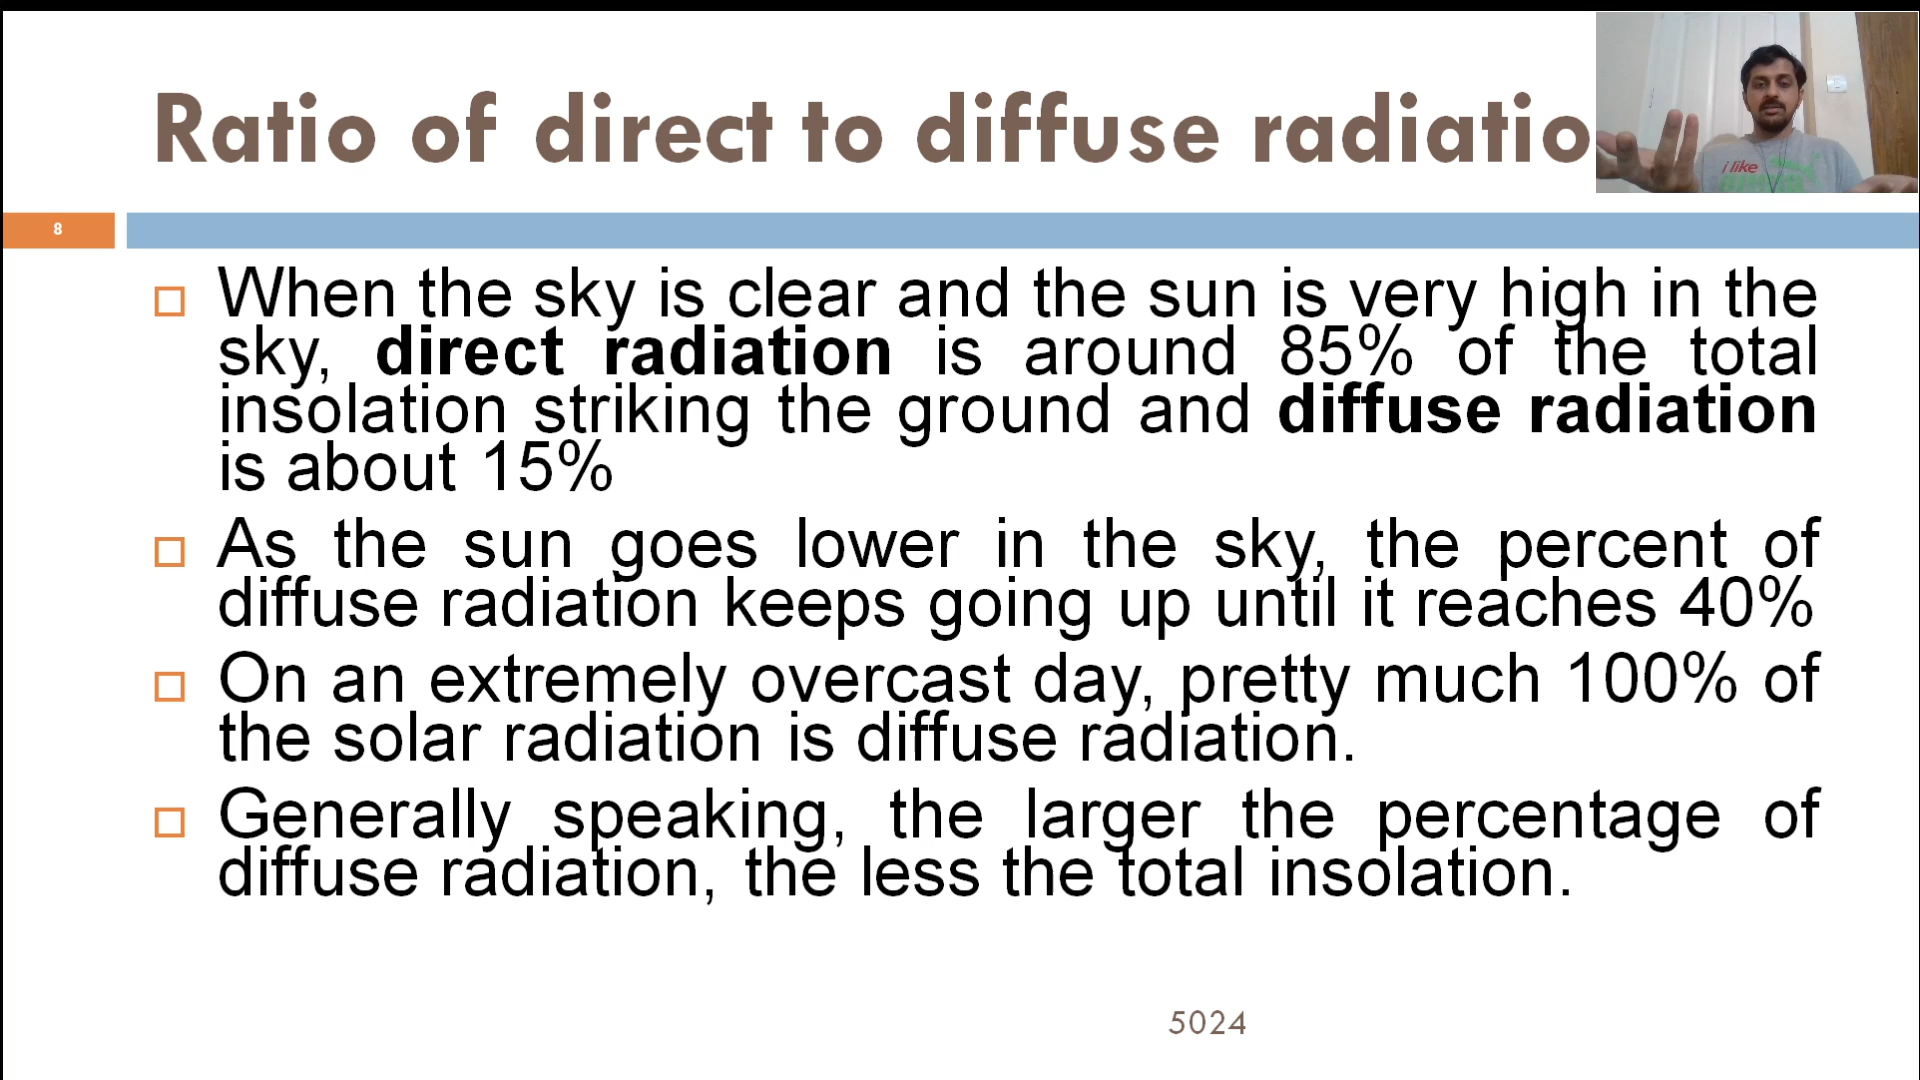 Ratio of direct to diffuse radiatio
i like
8
When the sky is clear and the sun is very high in the
sky, direct radiation is around 85% of the total
insolation striking the ground and diffuse radiation
is about 15%
As the sun goes lower in the sky, the percent of
diffuse radiation keeps going up until it reaches 40%
On an extremely overcast day, pretty much 100% of
the solar radiation is diffuse radiation.
Generally speaking, the larger the percentage of
diffuse radiation, the less the total insolation.
5024